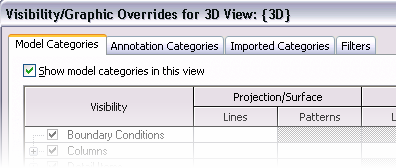 Visibility/Graphic Overrides for 3D View: {3D}
Model Categories Annotation Categories Imported Categories Filters
Show model categories in this view
Visibility Projection/Surface
Lines Patterns L
Boundary Conditions
Columns